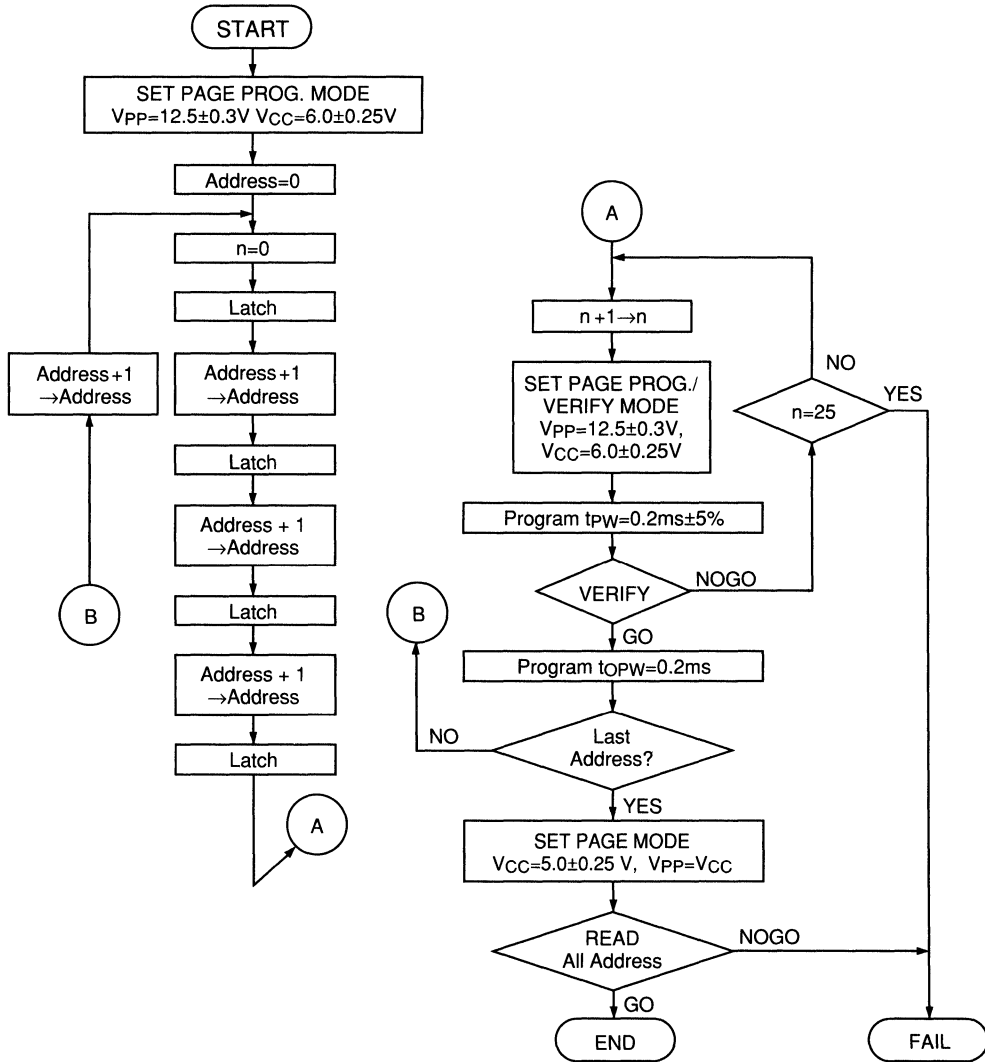 START
SET PAGE PROG. MODE
VPP=12.5±0.3V VCC=6.0±0.25V
Address=0
n=0
Latch
Address+1
→Address
Address+1
→Address
Latch
Address + 1
→Address
B
Latch
Address + 1
→Address
Latch
A
A
n+1→n
SET PAGE PROG./
VERIFY MODE
VPP=12.5±0.3V,
VCC=6.0±0.25V
NO
n=25
YES
Program tPW=0.2ms±5%
VERIFY
NOGO
GO
B
Program tOPW=0.2ms
Last
Address?
NO
YES
SET PAGE MODE
VCC=5.0±0.25 V, VPP=VCC
READ
All Address
NOGO
GO
END
FAIL